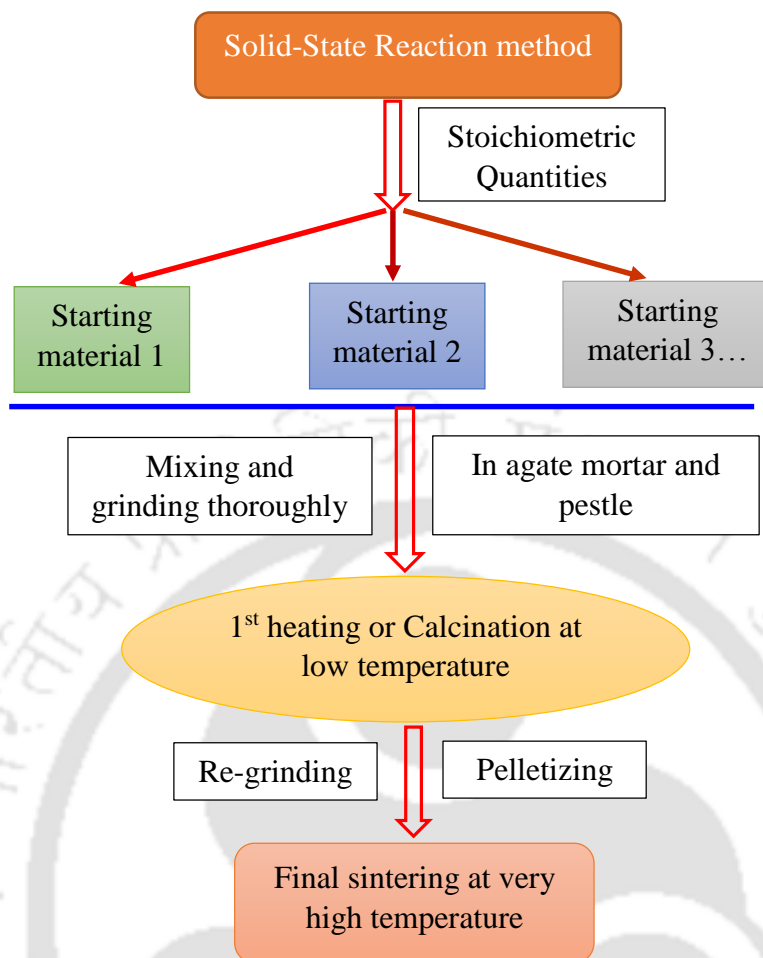 Solid-State Reaction method
Stoichiometric
Quantities
Starting
material 1
Starting
material 2
Starting
material 3…
Mixing and
grinding thoroughly
In agate mortar and
pestle
1st heating or Calcination at
low temperature
Re-grinding
Pelletizing
Final sintering at very
high temperature